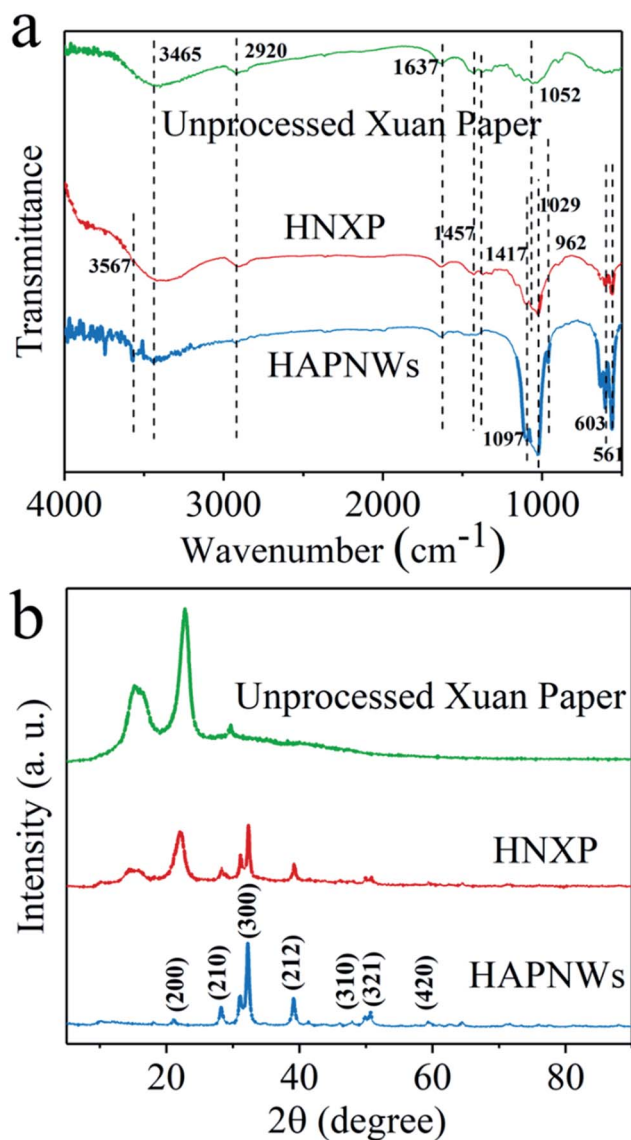 a
3465
2920
1637
1052
Unprocessed Xuan Paper
1029
HNXP
1457
1417
962
3567
HAPNWs
1097
603
561
Transmittance
4000
3000
2000
1000
Wavenumber (cm⁻¹)
b
Unprocessed Xuan Paper
HNXP
(200)
(210)
(300)
(212)
(310)
(321)
(420)
HAPNWs
Intensity (a. u.)
20
40
60
80
2θ (degree)